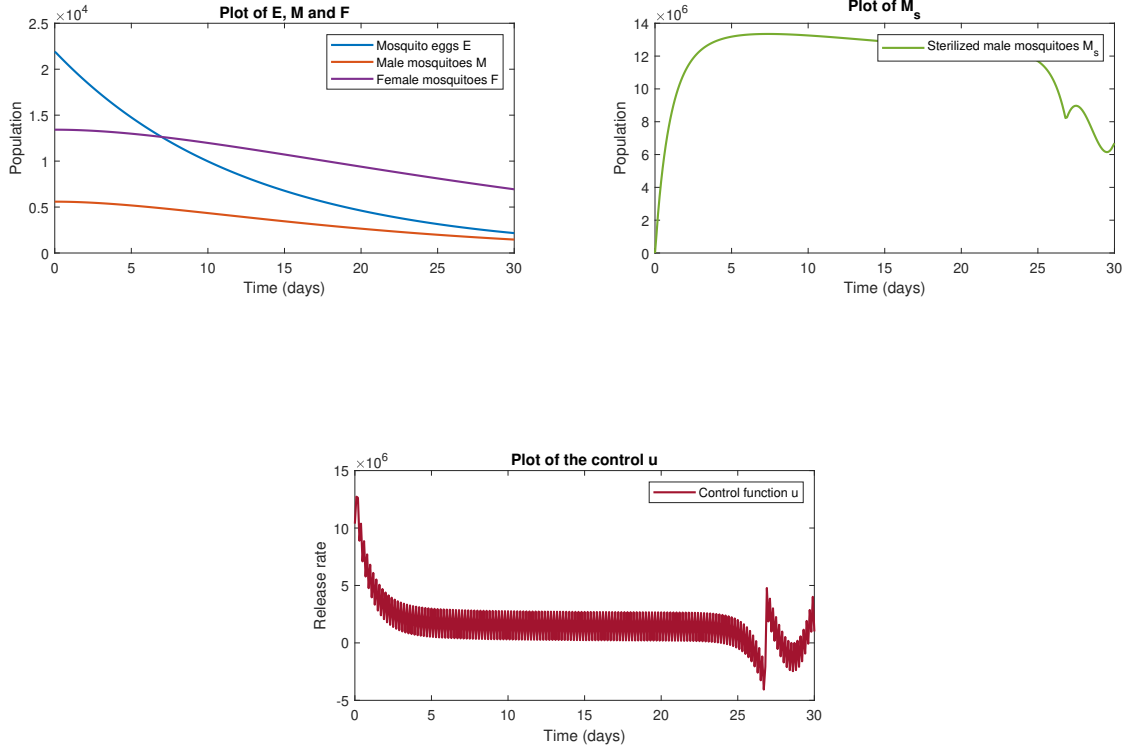 Plot of E, M and F
×10^4
2.5
2
1.5
1
0.5
0
Population
Mosquito eggs E
Male mosquitoes M
Female mosquitoes F
0 5 10 15 20 25 30
Time (days)
Plot of M_s
×10^6
14
12
10
8
6
4
2
0
Population
Sterilized male mosquitoes M_s
0 5 10 15 20 25 30
Time (days)
Plot of the control u
×10^6
15
10
5
0
-5
Release rate
Control function u
0 5 10 15 20 25 30
Time (days)